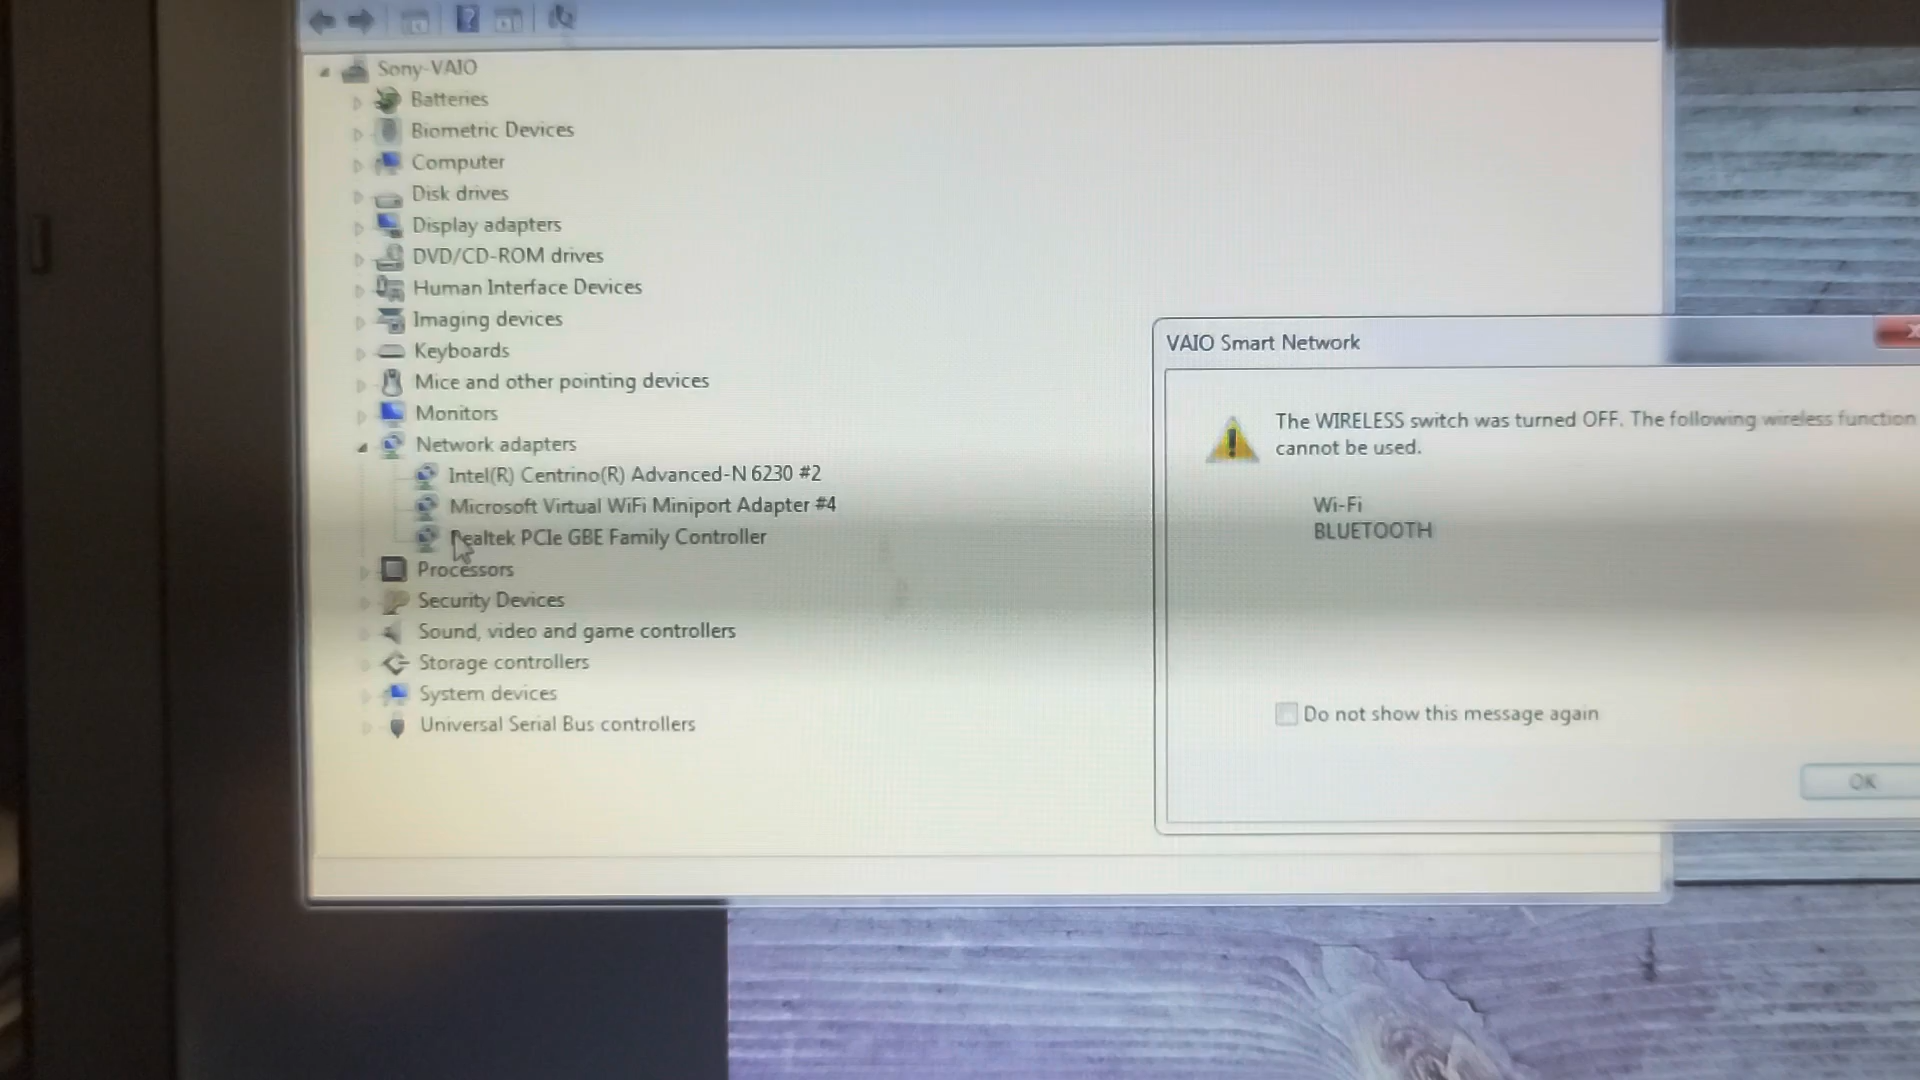 Sony-VAIO
Batteries
Biometric Devices
Computer
Disk drives
Display adapters
DVD/CD-ROM drives
Human Interface Devices
Imaging devices
Keyboards
Mice and other pointing devices
Monitors
Network adapters
Intel(R) Centrino(R) Advanced-N 6230 #2
Microsoft Virtual WiFi Miniport Adapter #4
Realtek PCIe GBE Family Controller
Processors
Security Devices
Sound, video and game controllers
Storage controllers
System devices
Universal Serial Bus controllers
VAIO Smart Network
The WIRELESS switch was turned OFF. The following wireless function
cannot be used.
Wi-Fi
BLUETOOTH
Do not show this message again
OK